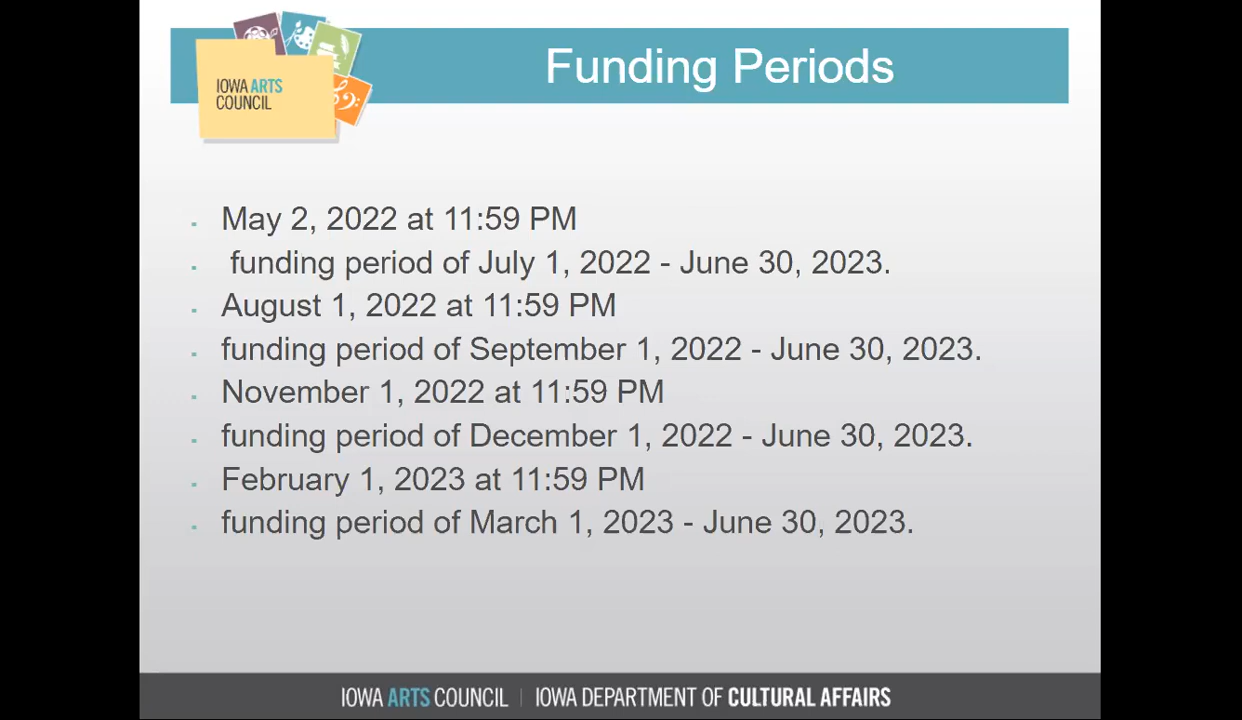 IOWA ARTS
COUNCIL
Funding Periods
May 2, 2022 at 11:59 PM
funding period of July 1, 2022 - June 30, 2023.
August 1, 2022 at 11:59 PM
funding period of September 1, 2022 - June 30, 2023.
November 1, 2022 at 11:59 PM
funding period of December 1, 2022 - June 30, 2023.
February 1, 2023 at 11:59 PM
funding period of March 1, 2023 - June 30, 2023.
IOWA ARTS COUNCIL | IOWA DEPARTMENT OF CULTURAL AFFAIRS